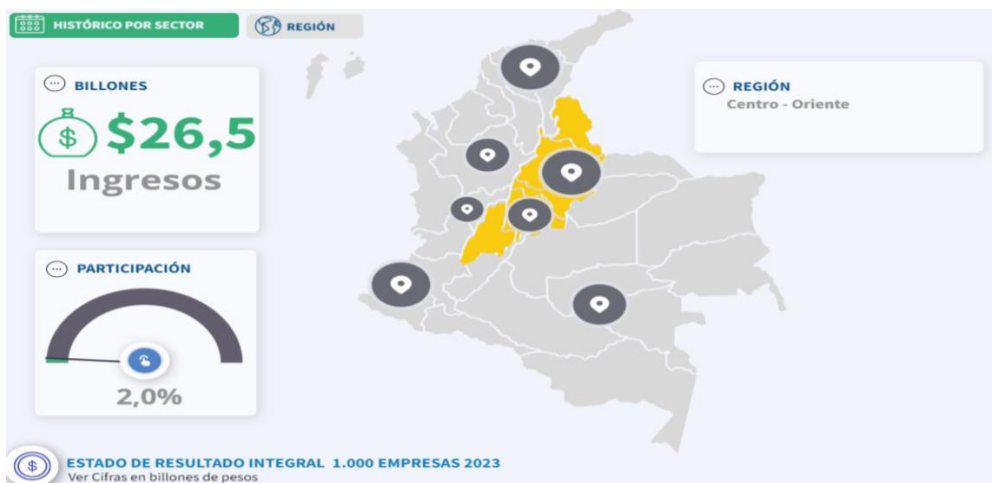 HISTÓRICO POR SECTOR
REGIÓN
BILLONES
$26,5
Ingresos
REGIÓN
Centro - Oriente
PARTICIPACIÓN
2,0%
ESTADO DE RESULTADO INTEGRAL 1.000 EMPRESAS 2023
Ver Cifras en billones de pesos